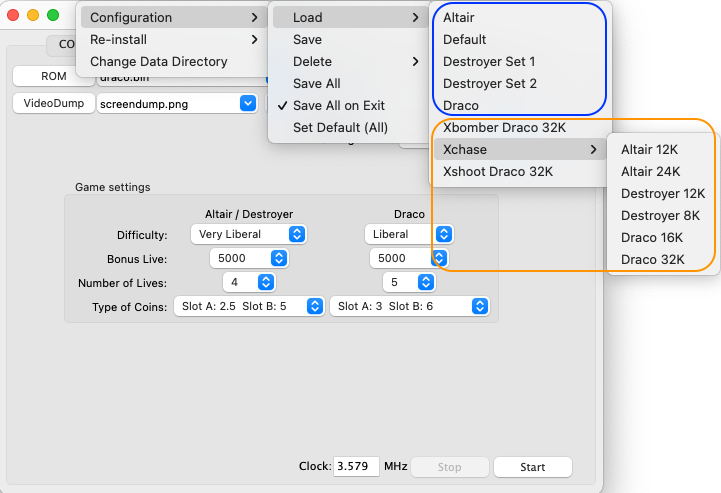 Configuration
Re-install
Change Data Directory
Load
Save
Delete
Save All
✓ Save All on Exit
Set Default (All)
Altair
Default
Destroyer Set 1
Destroyer Set 2
Draco
Xbomber Draco 32K
Xchase
Xshoot Draco 32K
Altair 12K
Altair 24K
Destroyer 12K
Destroyer 8K
Draco 16K
Draco 32K
CO
ROM draco.bin
VideoDump screendump.png
Game settings
Altair / Destroyer Draco
Difficulty: Very Liberal Liberal
Bonus Live: 5000 5000
Number of Lives: 4 5
Type of Coins: Slot A: 2.5 Slot B: 5 Slot A: 3 Slot B: 6
Clock: 3.579 MHz Stop Start